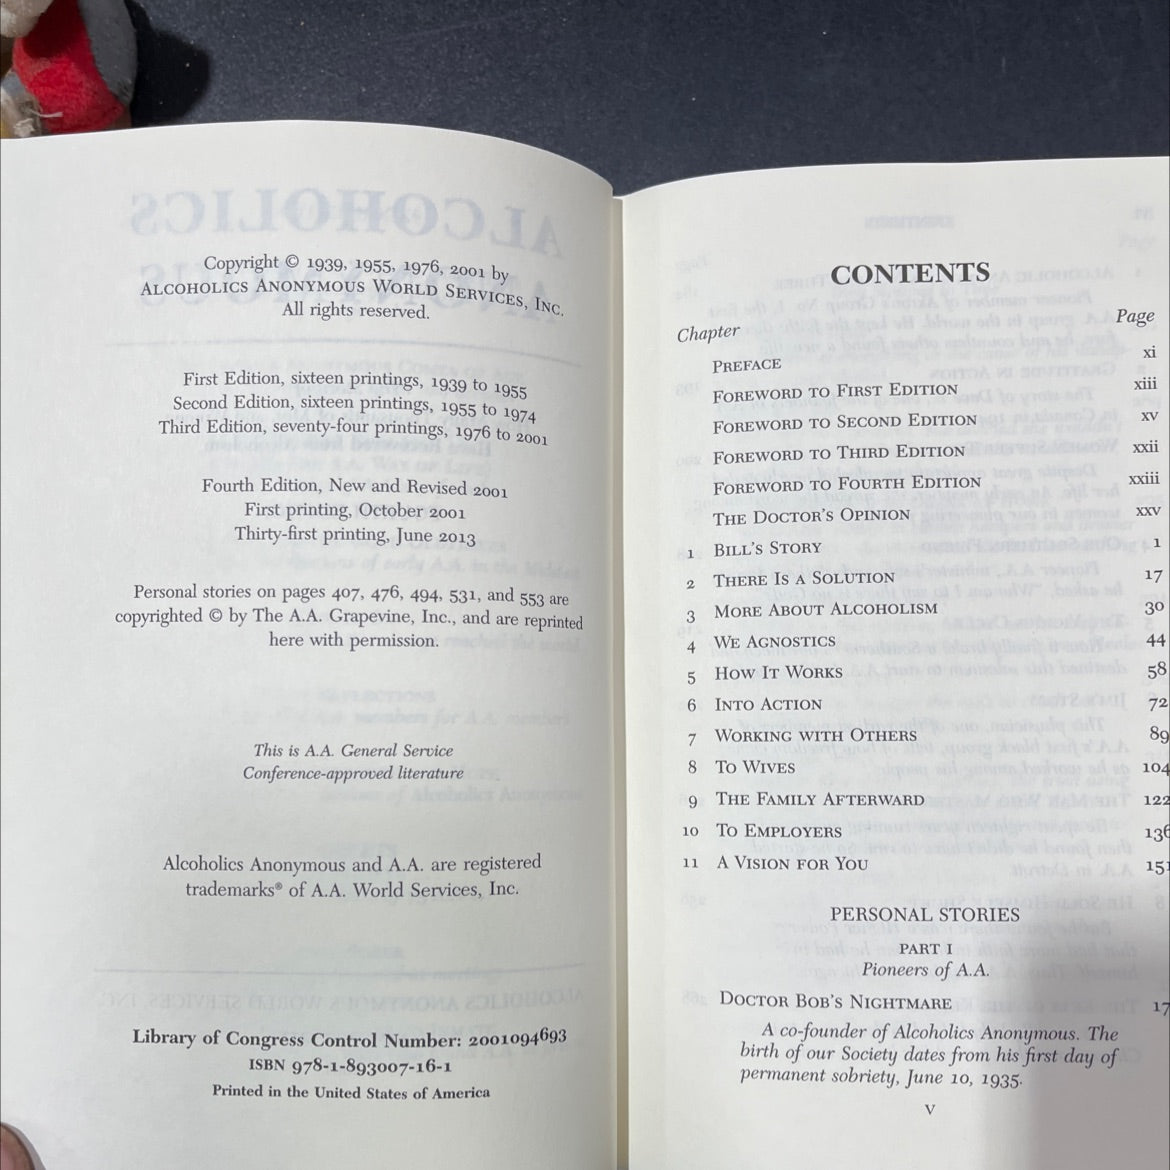 Copyright © 1939, 1955, 1976, 2001 by
ALCOHOLICS ANONYMOUS WORLD SERVICES, INC.
All rights reserved.
First Edition, sixteen printings, 1939 to 1955
Second Edition, sixteen printings, 1955 to 1974
Third Edition, seventy-four printings, 1976 to 2001
Fourth Edition, New and Revised 2001
First printing, October 2001
Thirty-first printing, June 2013
Personal stories on pages 407, 476, 494, 531, and 553 are
copyrighted © by The A.A. Grapevine, Inc., and are reprinted
here with permission.
This is A.A. General Service
Conference-approved literature
Alcoholics Anonymous and A.A. are registered
trademarks® of A.A. World Services, Inc.
Library of Congress Control Number: 2001094693
ISBN 978-1-893007-16-1
Printed in the United States of America
CONTENTS
Chapter Page
PREFACE xi
FOREWORD TO FIRST EDITION xiii
FOREWORD TO SECOND EDITION xv
FOREWORD TO THIRD EDITION xxii
FOREWORD TO FOURTH EDITION xxiii
THE DOCTOR'S OPINION xxv
1 BILL'S STORY 1
2 THERE IS A SOLUTION 17
3 MORE ABOUT ALCOHOLISM 30
4 WE AGNOSTICS 44
5 HOW IT WORKS 58
6 INTO ACTION 72
7 WORKING WITH OTHERS 89
8 TO WIVES 104
9 THE FAMILY AFTERWARD 122
10 TO EMPLOYERS 136
11 A VISION FOR YOU 151
PERSONAL STORIES
PART I
Pioneers of A.A.
DOCTOR BOB'S NIGHTMARE 17
A co-founder of Alcoholics Anonymous. The
birth of our Society dates from his first day of
permanent sobriety, June 10, 1935.
v